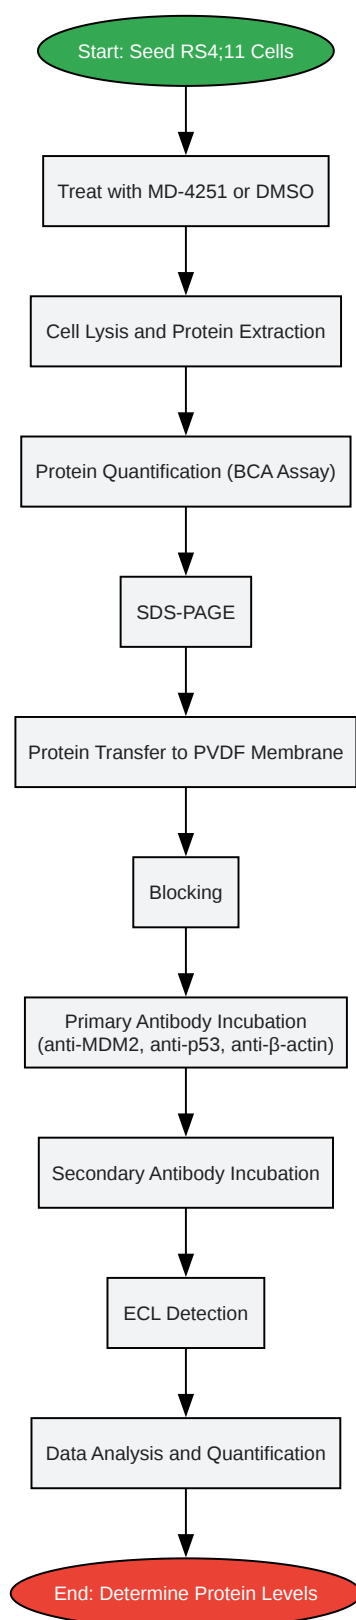 Start: Seed RS4;11 Cells
Treat with MD-4251 or DMSO
Cell Lysis and Protein Extraction
Protein Quantification (BCA Assay)
SDS-PAGE
Protein Transfer to PVDF Membrane
Blocking
Primary Antibody Incubation
(anti-MDM2, anti-p53, anti-β-actin)
Secondary Antibody Incubation
ECL Detection
Data Analysis and Quantification
End: Determine Protein Levels